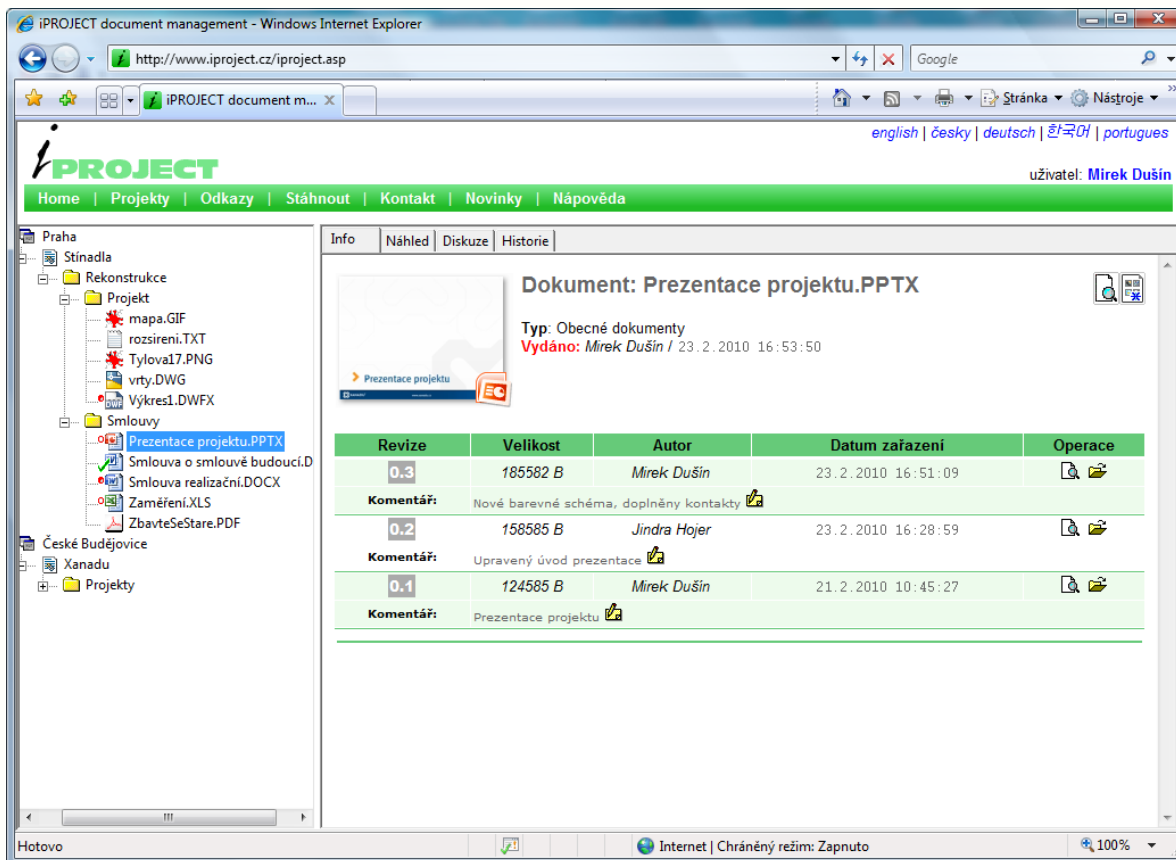 iPROJECT document management - Windows Internet Explorer
http://www.iproject.cz/iproject.asp
Google
iPROJECT document m...
Stránka
Nástroje
english | česky | deutsch | 한국어 | portugues
iPROJECT
uživatel: Mirek Dušín
Home | Projekty | Odkazy | Stáhnout | Kontakt | Novinky | Nápověda
Praha
Stínadla
Rekonstrukce
Projekt
mapa.GIF
rozsireni.TXT
Tylova17.PNG
vrty.DWG
Výkres1.DWFX
Smlouvy
Prezentace projektu.PPTX
Smlouva o smlouvě budoucí.D
Smlouva realizační.DOCX
Zaměření.XLS
ZbavteSeStare.PDF
České Budějovice
Xanadu
Projekty
Info Náhled Diskuze Historie
Prezentace projektu
Dokument: Prezentace projektu.PPTX
Typ: Obecné dokumenty
Vydáno: Mirek Dušín / 23.2.2010 16:53:50
Revize Velikost Autor Datum zařazení Operace
0.3 185582 B Mirek Dušín 23.2.2010 16:51:09
Komentář: Nové barevné schéma, doplněny kontakty
0.2 158585 B Jindra Hojer 23.2.2010 16:28:59
Komentář: Upravený úvod prezentace
0.1 124585 B Mirek Dušín 21.2.2010 10:45:27
Komentář: Prezentace projektu
Hotovo
Internet | Chráněný režim: Zapnuto
100%